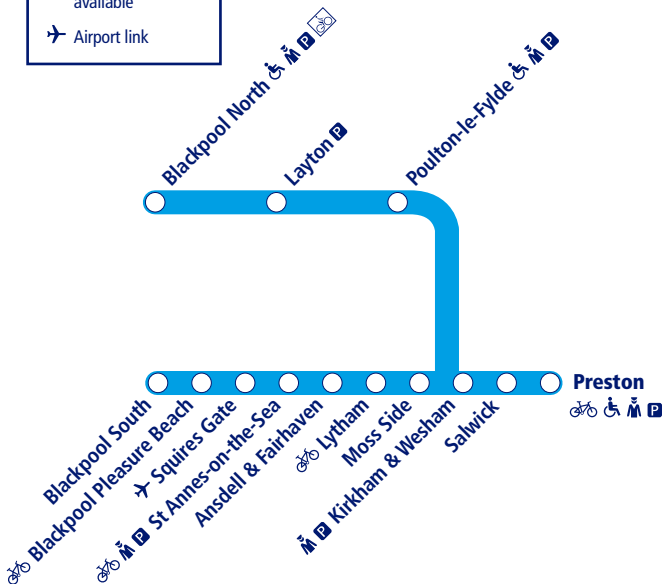 available
Airport link
Blackpool North P
Layton P
Poulton-le-Fylde P
Preston
P
Blackpool South
Blackpool Pleasure Beach
Squires Gate
P St Annes-on-the-Sea
Ansdell & Fairhaven
Lytham
Moss Side
P Kirkham & Wesham
Salwick